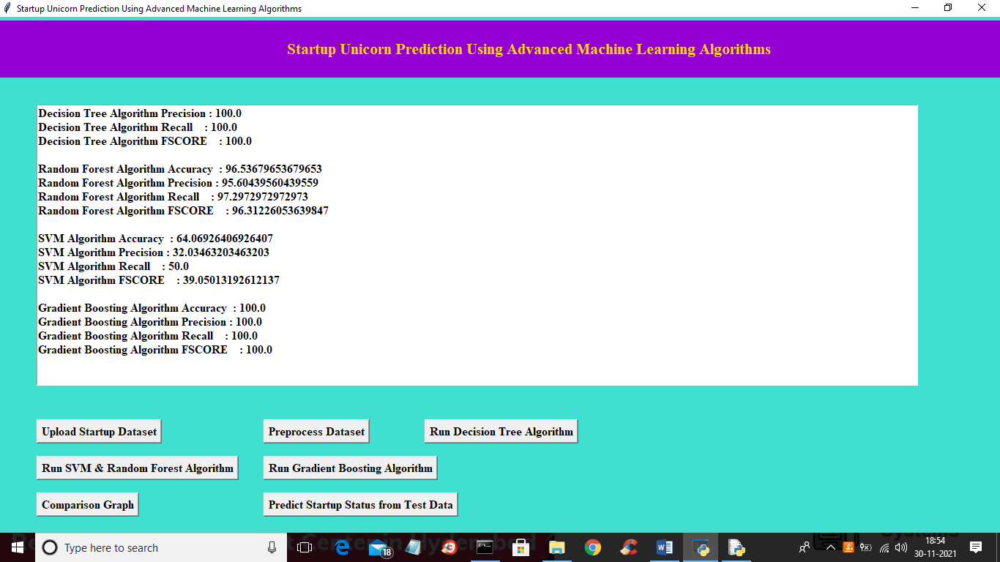 Startup Unicorn Prediction Using Advanced Machine Learning Algorithms
Startup Unicorn Prediction Using Advanced Machine Learning Algorithms
Decision Tree Algorithm Precision : 100.0
Decision Tree Algorithm Recall : 100.0
Decision Tree Algorithm FSCORE : 100.0
Random Forest Algorithm Accuracy : 96.53679653679653
Random Forest Algorithm Precision : 95.60439560439559
Random Forest Algorithm Recall : 97.2972972972973
Random Forest Algorithm FSCORE : 96.31226053639847
SVM Algorithm Accuracy : 64.06926406926407
SVM Algorithm Precision : 32.03463203463203
SVM Algorithm Recall : 50.0
SVM Algorithm FSCORE : 39.05013192612137
Gradient Boosting Algorithm Accuracy : 100.0
Gradient Boosting Algorithm Precision : 100.0
Gradient Boosting Algorithm Recall : 100.0
Gradient Boosting Algorithm FSCORE : 100.0
Upload Startup Dataset Preprocess Dataset Run Decision Tree Algorithm
Run SVM & Random Forest Algorithm Run Gradient Boosting Algorithm
Comparison Graph Predict Startup Status from Test Data
Type here to search 18 18:54
30-11-2021